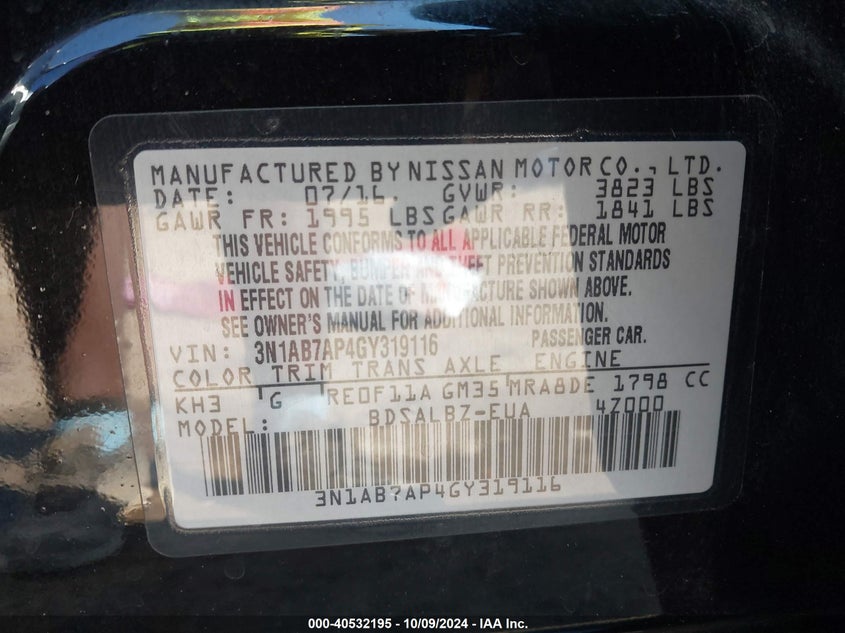 MANUFACTURED BY NISSAN MOTOR CO., LTD.
DATE: 07/16 GVWR: 3823 LBS
GAWR FR: 1995 LBS GAWR RR: 1841 LBS
THIS VEHICLE CONFORMS TO ALL APPLICABLE FEDERAL MOTOR
VEHICLE SAFETY, BUMPER AND THEFT PREVENTION STANDARDS
IN EFFECT ON THE DATE OF MANUFACTURE SHOWN ABOVE.
SEE OWNER'S MANUAL FOR ADDITIONAL INFORMATION.
VIN: 3N1AB7AP4GY319116 PASSENGER CAR.
COLOR TRIM TRANS AXLE ENGINE
KH3 G RE0F11A GM35 MRA8DE 1798 CC
MODEL: BDSALBZ-EUA 4Z000
3N1AB7AP4GY319116
000-40532195 - 10/09/2024 - IAA Inc.